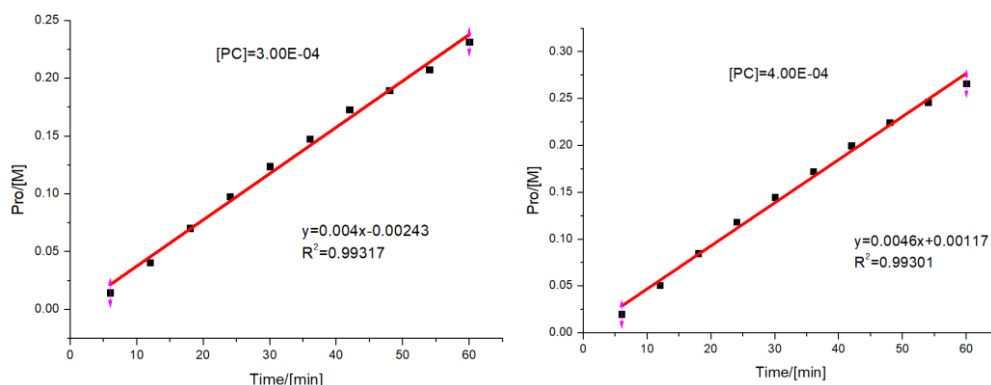 0.25
0.20
0.15
0.10
0.05
0.00
Pro/[M]
[PC]=3.00E-04
y=0.004x-0.00243
R²=0.99317
0 10 20 30 40 50 60
Time/[min]
0.30
0.25
0.20
0.15
0.10
0.05
0.00
Pro/[M]
[PC]=4.00E-04
y=0.0046x+0.00117
R²=0.99301
0 10 20 30 40 50 60
Time/[min]